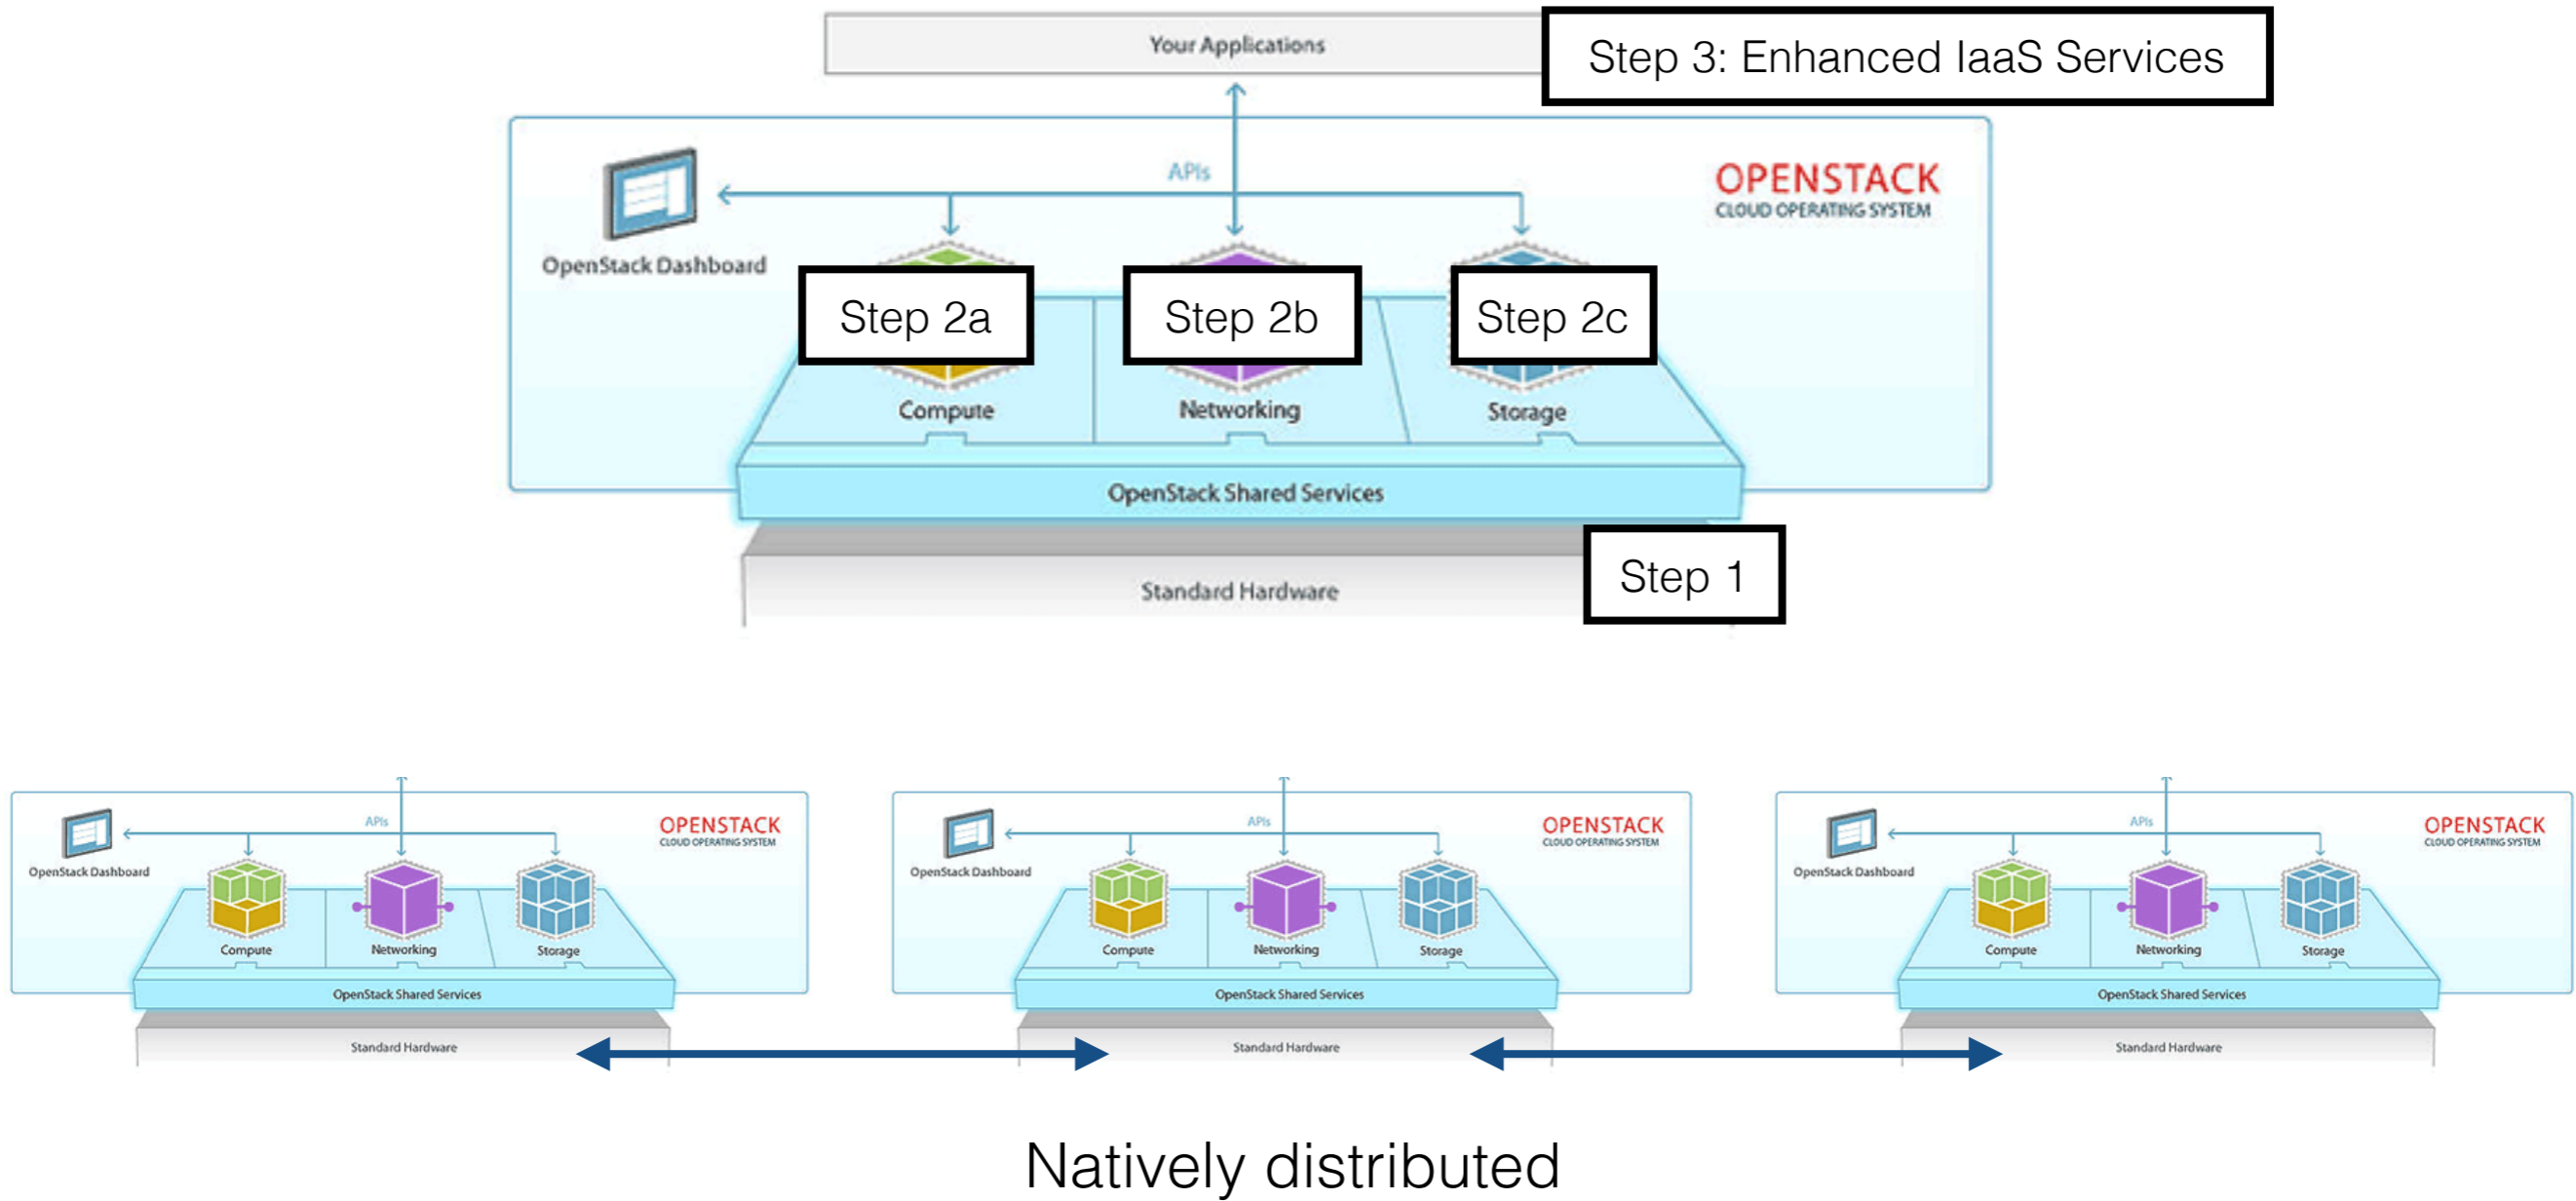 Your Applications
Step 3: Enhanced IaaS Services
APIs
OPENSTACK
CLOUD OPERATING SYSTEM
OpenStack Dashboard
Step 2a
Step 2b
Step 2c
Compute
Networking
Storage
OpenStack Shared Services
Step 1
Standard Hardware
APIs
OPENSTACK
CLOUD OPERATING SYSTEM
OpenStack Dashboard
Compute
Networking
Storage
OpenStack Shared Services
Standard Hardware
APIs
OPENSTACK
CLOUD OPERATING SYSTEM
OpenStack Dashboard
Compute
Networking
Storage
OpenStack Shared Services
Standard Hardware
APIs
OPENSTACK
CLOUD OPERATING SYSTEM
OpenStack Dashboard
Compute
Networking
Storage
OpenStack Shared Services
Standard Hardware
Natively distributed